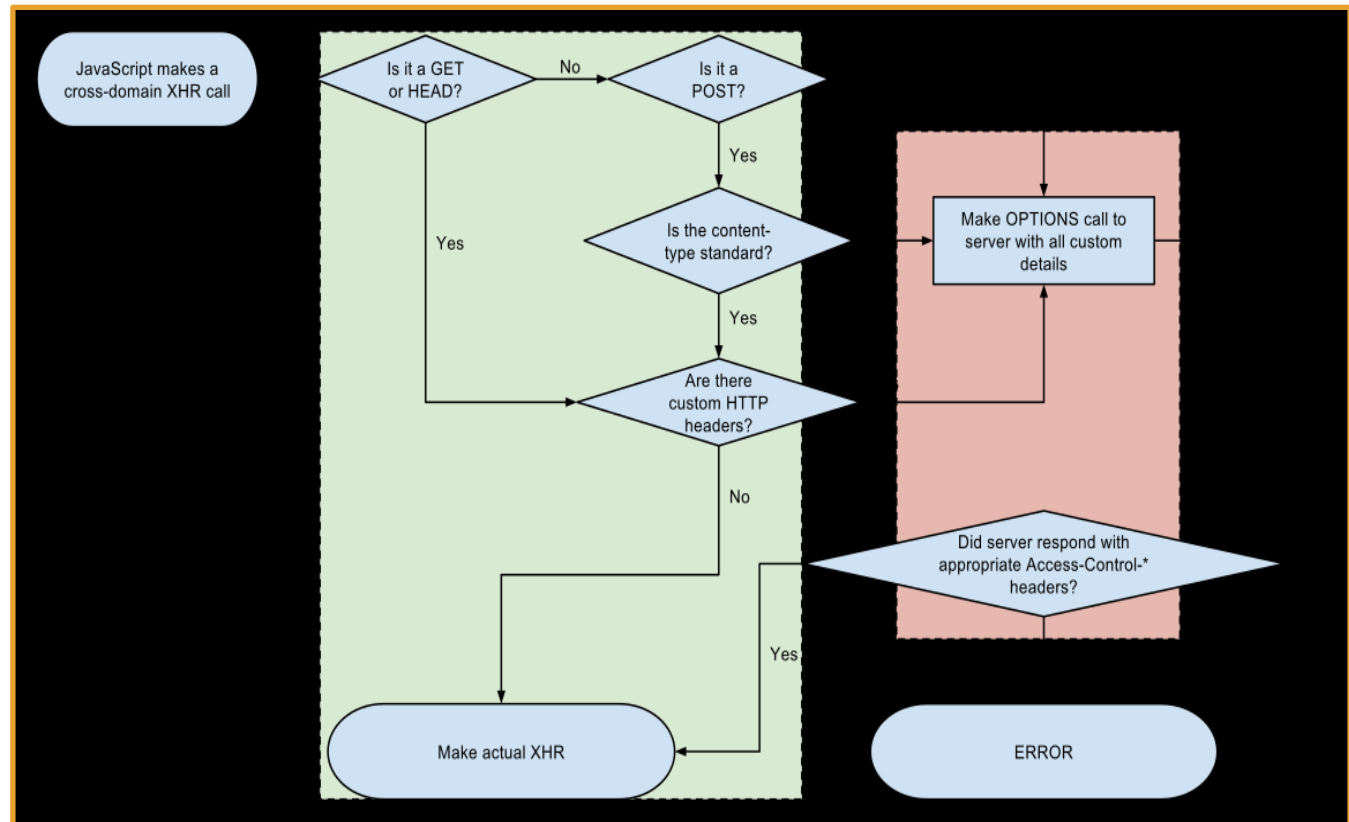 JavaScript makes a
cross-domain XHR call
Is it a GET
or HEAD?
No
Is it a
POST?
Yes
Yes
Is the content-
type standard?
Make OPTIONS call to
server with all custom
details
Yes
Are there
custom HTTP
headers?
No
Did server respond with
appropriate Access-Control-*
headers?
Yes
Make actual XHR
ERROR